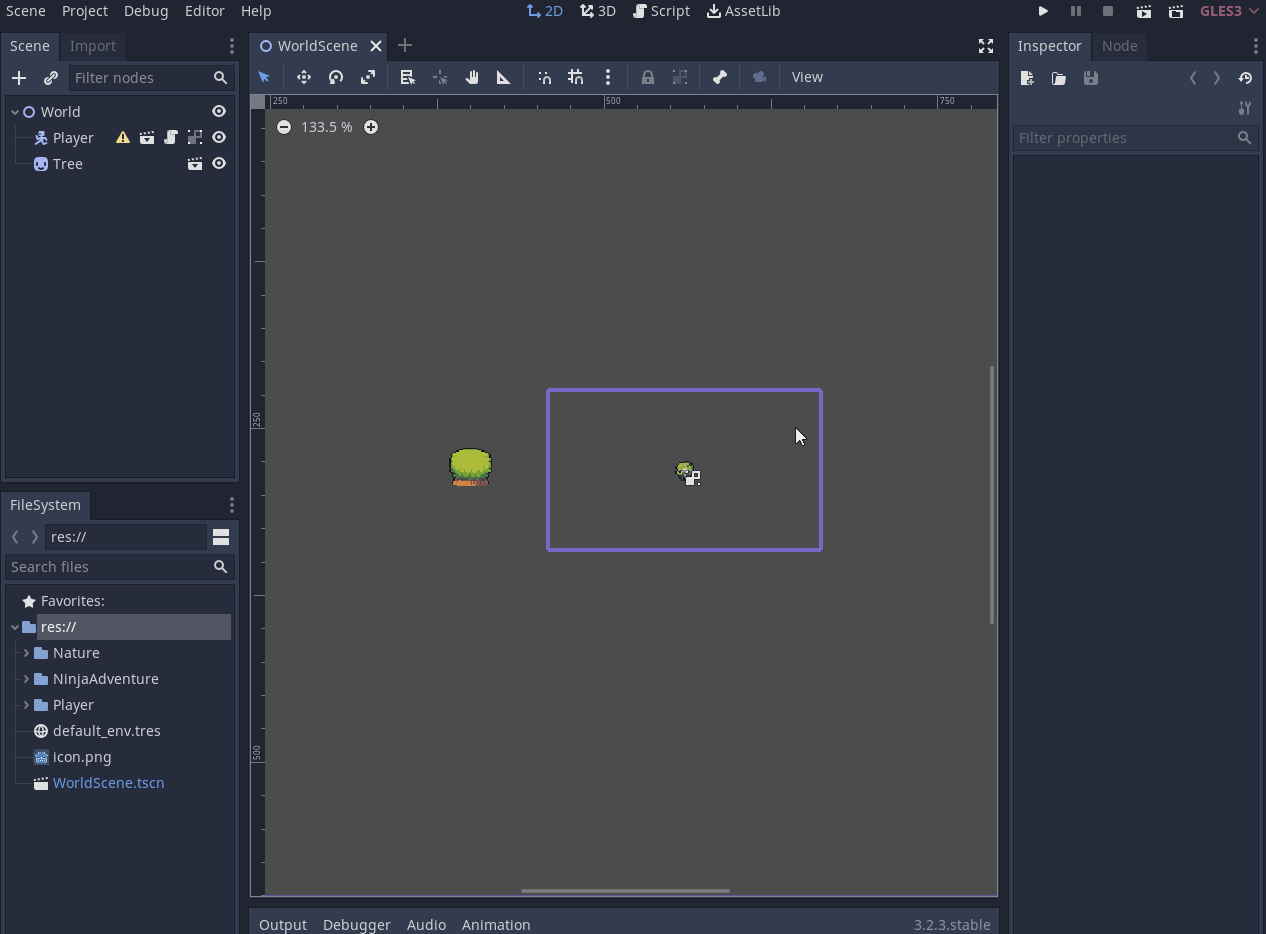 Scene Project Debug Editor Help 2D 3D Script AssetLib GLES3
Scene Import
WorldScene
Inspector Node
Filter nodes
View
250 500 750
World
133.5 %
Player
Filter properties
Tree
250
FileSystem
res://
Search files
Favorites:
res://
Nature
NinjaAdventure
Player
default_env.tres
500
icon.png
WorldScene.tscn
Output Debugger Audio Animation 3.2.3.stable